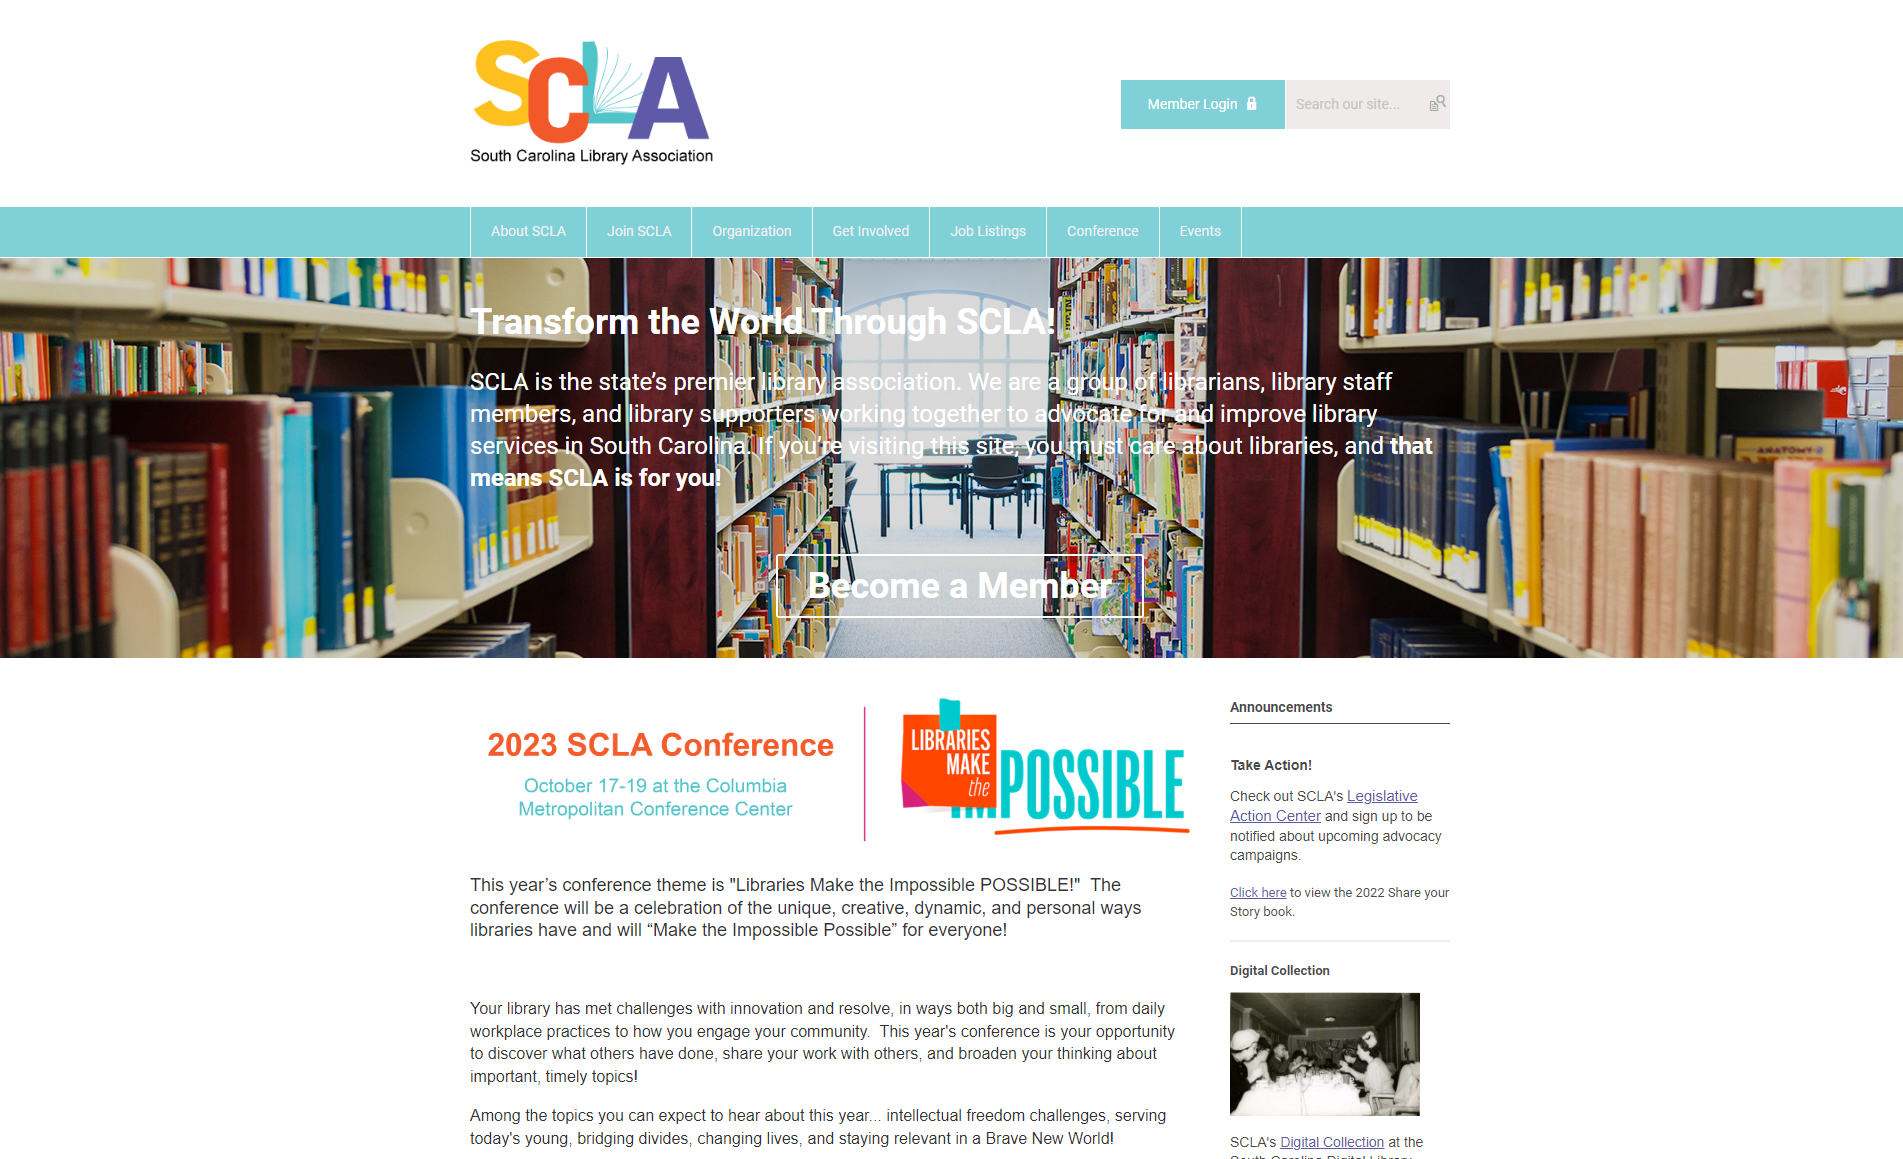 SCLA
South Carolina Library Association
Member Login
Search our site...
About SCLA
Join SCLA
Organization
Get Involved
Job Listings
Conference
Events
Transform the World Through SCLA!
SCLA is the state’s premier library association. We are a group of librarians, library staff
members, and library supporters working together to advocate for and improve library
services in South Carolina. If you’re visiting this site, you must care about libraries, and that
means SCLA is for you!
Become a Member
2023 SCLA Conference
October 17-19 at the Columbia
Metropolitan Conference Center
LIBRARIES
MAKE
the
IMPOSSIBLE
This year’s conference theme is "Libraries Make the Impossible POSSIBLE!"  The
conference will be a celebration of the unique, creative, dynamic, and personal ways
libraries have and will “Make the Impossible Possible” for everyone!
Your library has met challenges with innovation and resolve, in ways both big and small, from daily
workplace practices to how you engage your community.  This year's conference is your opportunity
to discover what others have done, share your work with others, and broaden your thinking about
important, timely topics!
Among the topics you can expect to hear about this year... intellectual freedom challenges, serving
today's young, bridging divides, changing lives, and staying relevant in a Brave New World!
Announcements
Take Action!
Check out SCLA's Legislative
Action Center and sign up to be
notified about upcoming advocacy
campaigns.
Click here to view the 2022 Share your
Story book.
Digital Collection
SCLA's Digital Collection at the
South Carolina Digital Library